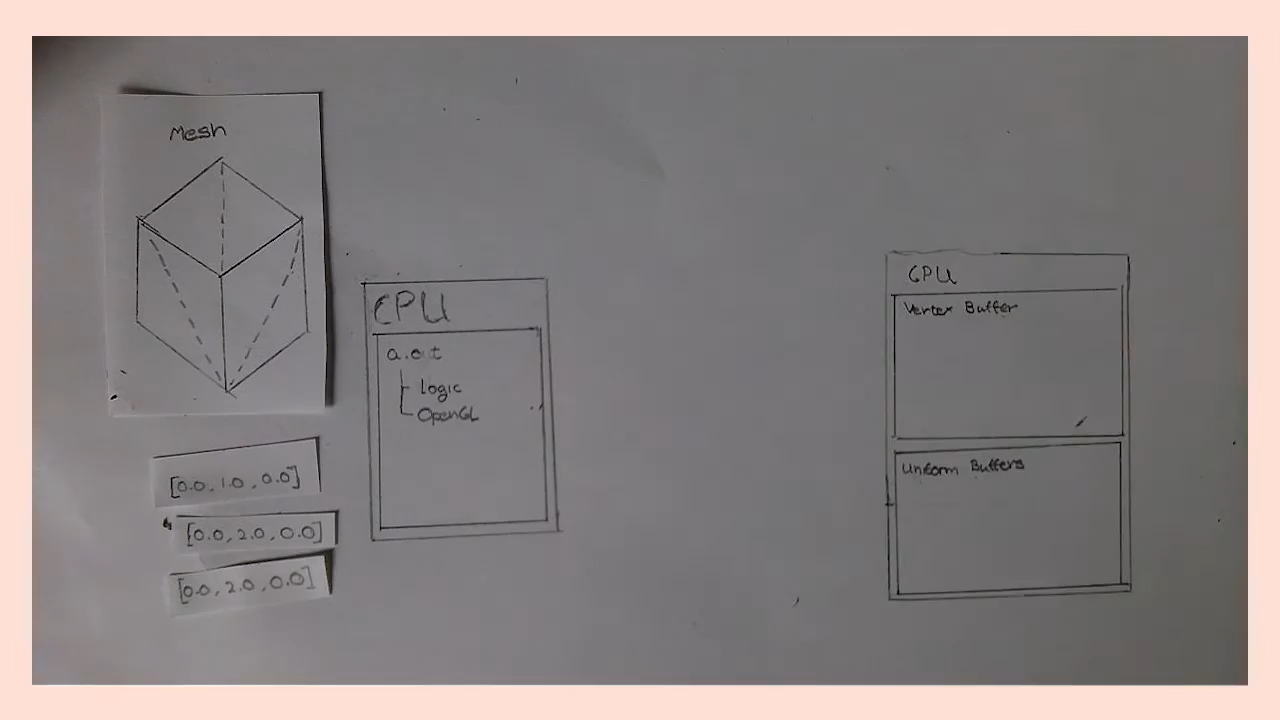 Mesh
[0.0, 1.0, 0.0]
[0.0, 2.0, 0.0]
[0.0, 2.0, 0.0]
CPU
a.out
Logic
OpenGL
GPU
Vertex Buffer
Uniform Buffers